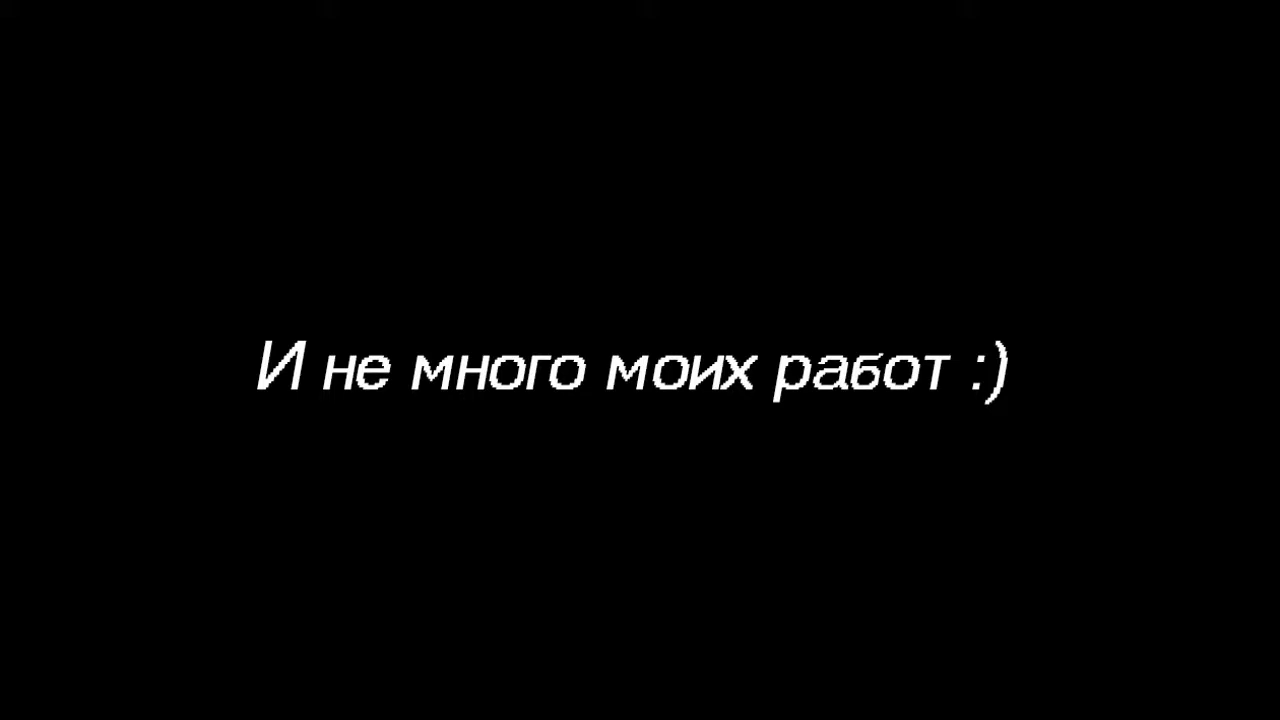 И не много моих работ :)